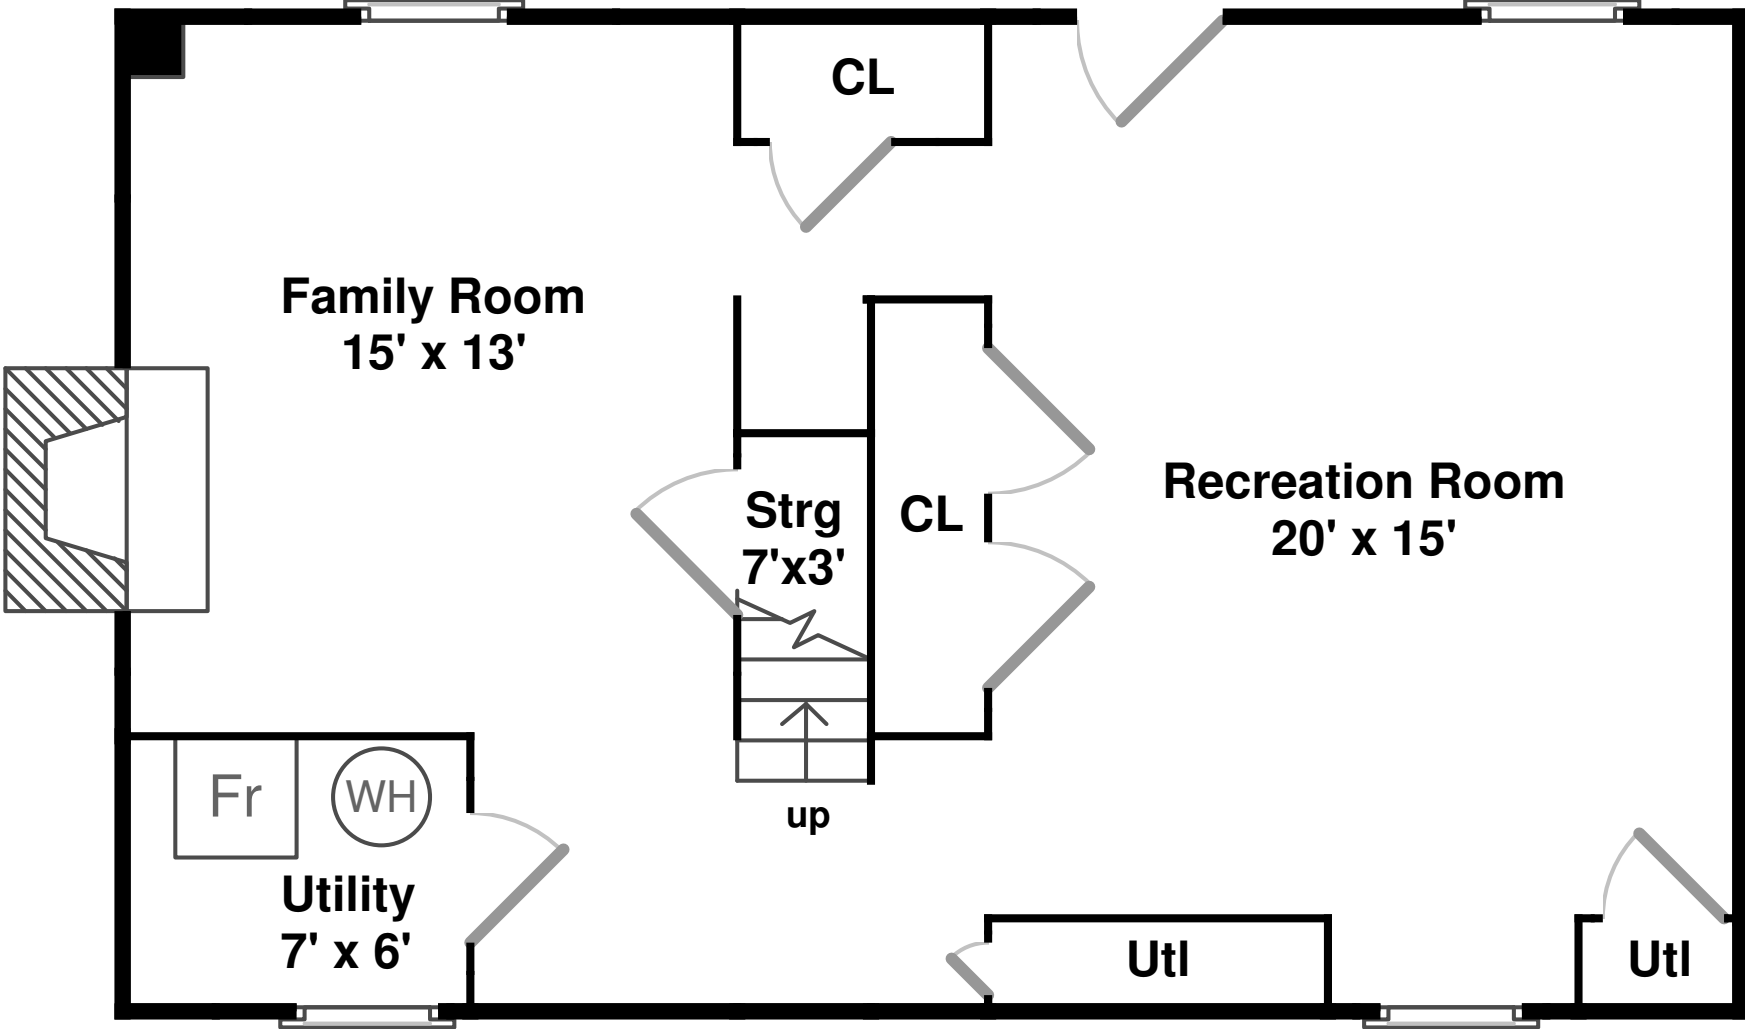 CL
Family Room
15' x 13'
Strg
7'x3'
CL
Recreation Room
20' x 15'
Fr
WH
up
Utility
7' x 6'
Utl
Utl